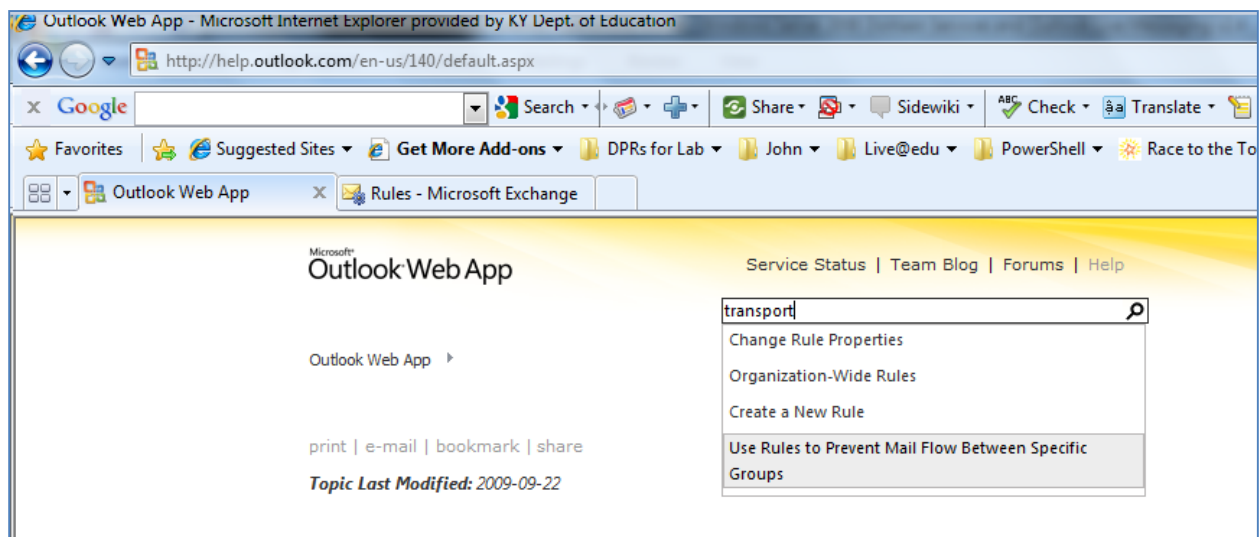 Outlook Web App - Microsoft Internet Explorer provided by KY Dept. of Education
http://help.outlook.com/en-us/140/default.aspx
x Google Search Share Sidewiki ABC Check āa Translate
Favorites Suggested Sites Get More Add-ons DPRs for Lab John Live@edu PowerShell Race to the To
Outlook Web App x Rules - Microsoft Exchange
Microsoft®
Outlook Web App
Service Status | Team Blog | Forums | Help
transport
Change Rule Properties
Outlook Web App
Organization-Wide Rules
Create a New Rule
print | e-mail | bookmark | share
Use Rules to Prevent Mail Flow Between Specific
Groups
Topic Last Modified: 2009-09-22